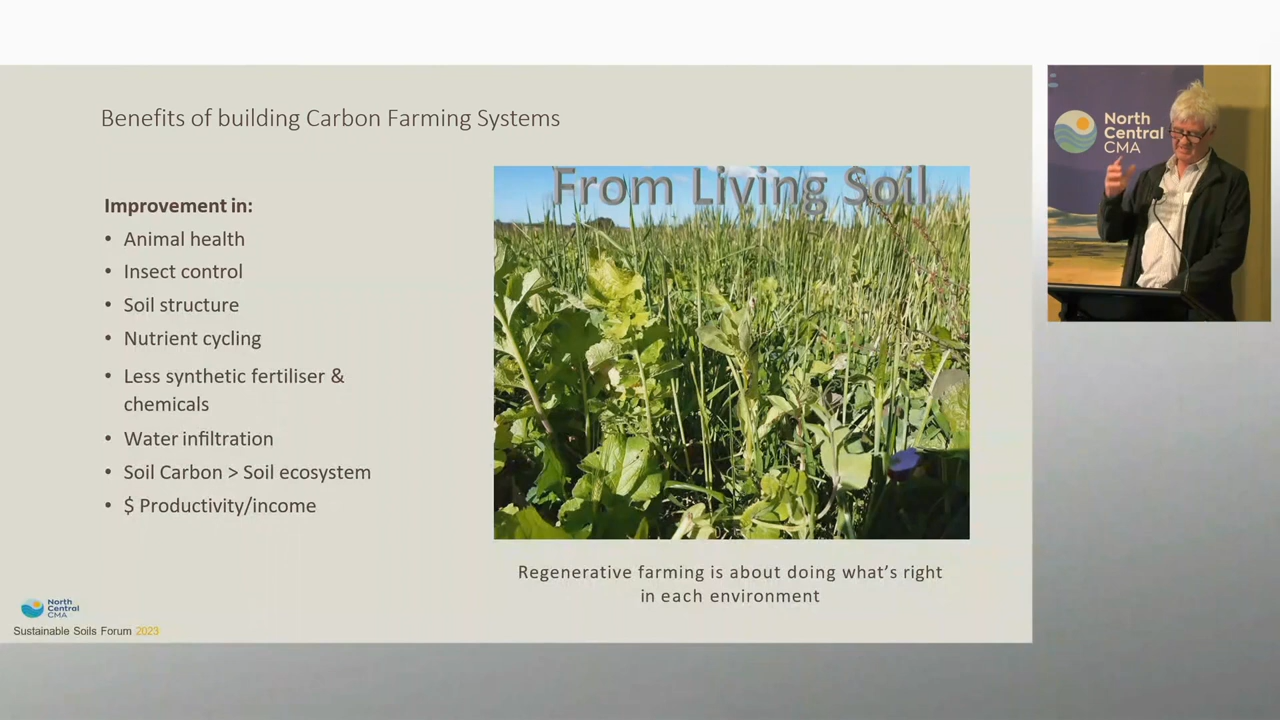 Benefits of building Carbon Farming Systems
Improvement in:
• Animal health
• Insect control
• Soil structure
• Nutrient cycling
• Less synthetic fertiliser &
chemicals
• Water infiltration
• Soil Carbon > Soil ecosystem
• $ Productivity/income
From Living Soil
Regenerative farming is about doing what's right
in each environment
North
Central
CMA
Sustainable Soils Forum 2023
North
Central
CMA